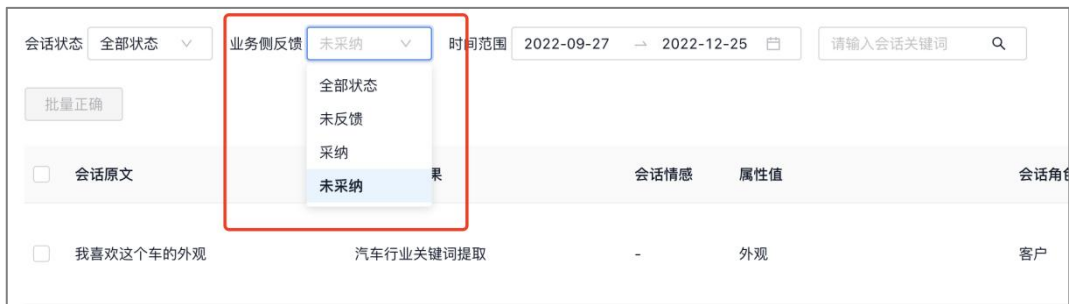 会话状态 全部状态 业务侧反馈 未采纳 时间范围 2022-09-27 → 2022-12-25 请输入会话关键词
全部状态
批量正确
未反馈
采纳
会话原文 果 会话情感 属性值 会话角色
未采纳
我喜欢这个车的外观 汽车行业关键词提取 - 外观 客户